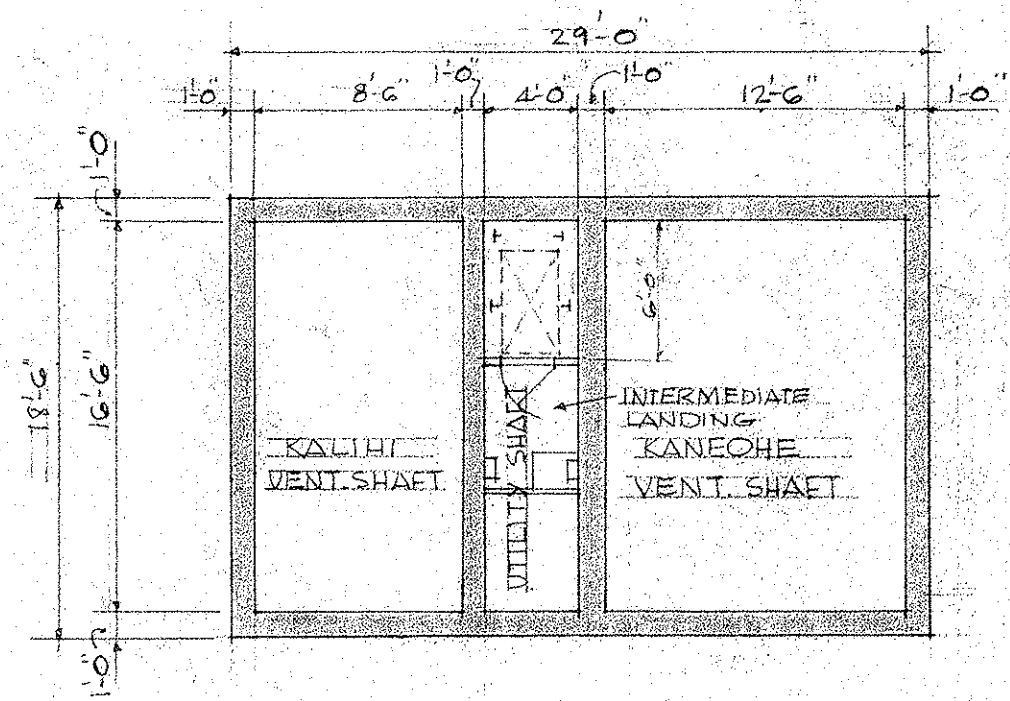 29'-0"
1'-0" 8'-6" 1'-0" 4'-0" 1'-0" 12'-6" 1'-0"
1'-0"
18'-6"
16'-6"
6'-0"
INTERMEDIATE
LANDING
KALIHI
VENT. SHAFT
UTILITY SHAFT
KANEOHE
VENT. SHAFT
1'-0"